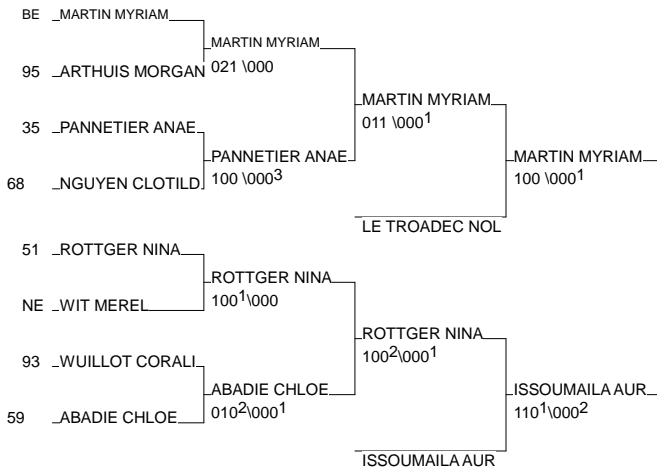 BE MARTIN MYRIAM
MARTIN MYRIAM
021 \000
95 ARTHUIS MORGAN
MARTIN MYRIAM
011 \000¹
35 PANNETIER ANAE
PANNETIER ANAE
100 \000³
MARTIN MYRIAM
100 \000¹
68 NGUYEN CLOTILD
LE TROADEC NOL
51 ROTTGER NINA
ROTTGER NINA
100¹\000
NE WIT MEREL
ROTTGER NINA
100²\000¹
93 WUILLOT CORALI
ABADIE CHLOE
010²\000¹
ISSOUMAILA AUR
110¹\000²
59 ABADIE CHLOE
ISSOUMAILA AUR